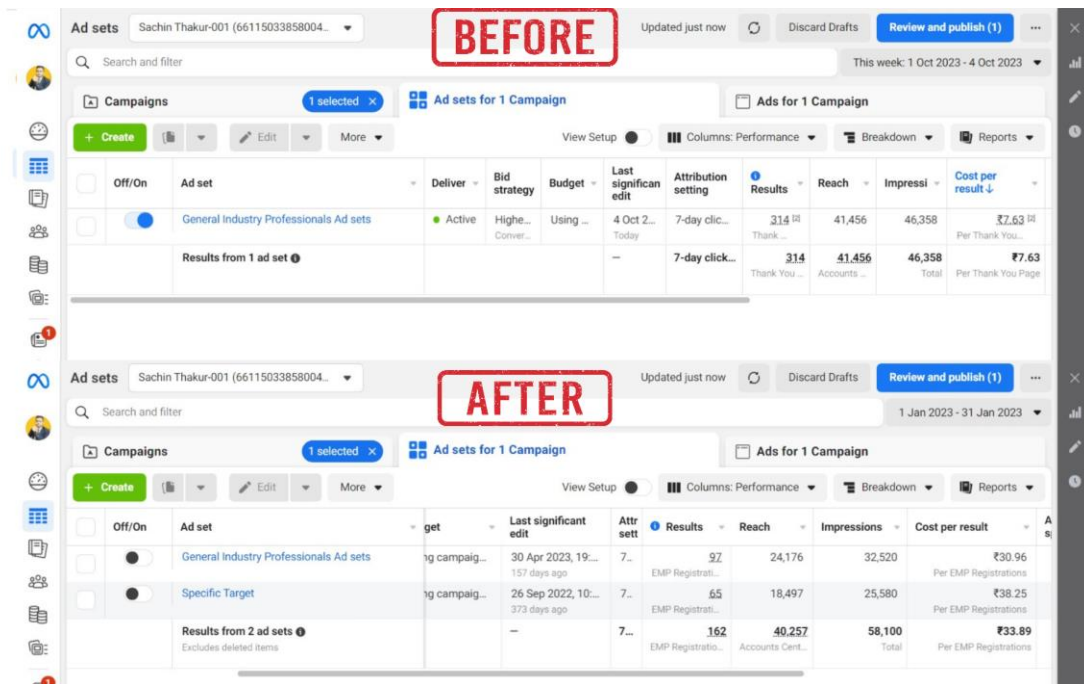 Ad sets
Sachin Thakur-001 (66115033858004...
BEFORE
Updated just now
Discard Drafts
Review and publish (1)
Search and filter
This week: 1 Oct 2023 - 4 Oct 2023
Campaigns
1 selected ×
Ad sets for 1 Campaign
Ads for 1 Campaign
+ Create
Edit
More
View Setup
Columns: Performance
Breakdown
Reports
Off/On
Ad set
Deliver
Bid strategy
Budget
Last significan edit
Attribution setting
Results
Reach
Impressi
Cost per result ↓
General Industry Professionals Ad sets
Active
Highe...
Conver...
Using ...
4 Oct 2...
Today
7-day clic...
314 [2]
Thank ...
41,456
46,358
₹7.63 [2]
Per Thank You...
Results from 1 ad set
–
7-day click...
314
Thank You ...
41,456
Accounts ...
46,358
Total
₹7.63
Per Thank You Page
1
Ad sets
Sachin Thakur-001 (66115033858004...
AFTER
Updated just now
Discard Drafts
Review and publish (1)
Search and filter
1 Jan 2023 - 31 Jan 2023
Campaigns
1 selected ×
Ad sets for 1 Campaign
Ads for 1 Campaign
+ Create
Edit
More
View Setup
Columns: Performance
Breakdown
Reports
Off/On
Ad set
get
Last significant edit
Attr sett
Results
Reach
Impressions
Cost per result
A
General Industry Professionals Ad sets
ng campaig...
30 Apr 2023, 19:...
157 days ago
7...
97
EMP Registrati...
24,176
32,520
₹30.96
Per EMP Registrations
Specific Target
ng campaig...
26 Sep 2022, 10:...
373 days ago
7...
65
EMP Registrati...
18,497
25,580
₹38.25
Per EMP Registrations
Results from 2 ad sets
Excludes deleted items
–
7...
162
EMP Registratio...
40,257
Accounts Cent...
58,100
Total
₹33.89
Per EMP Registrations